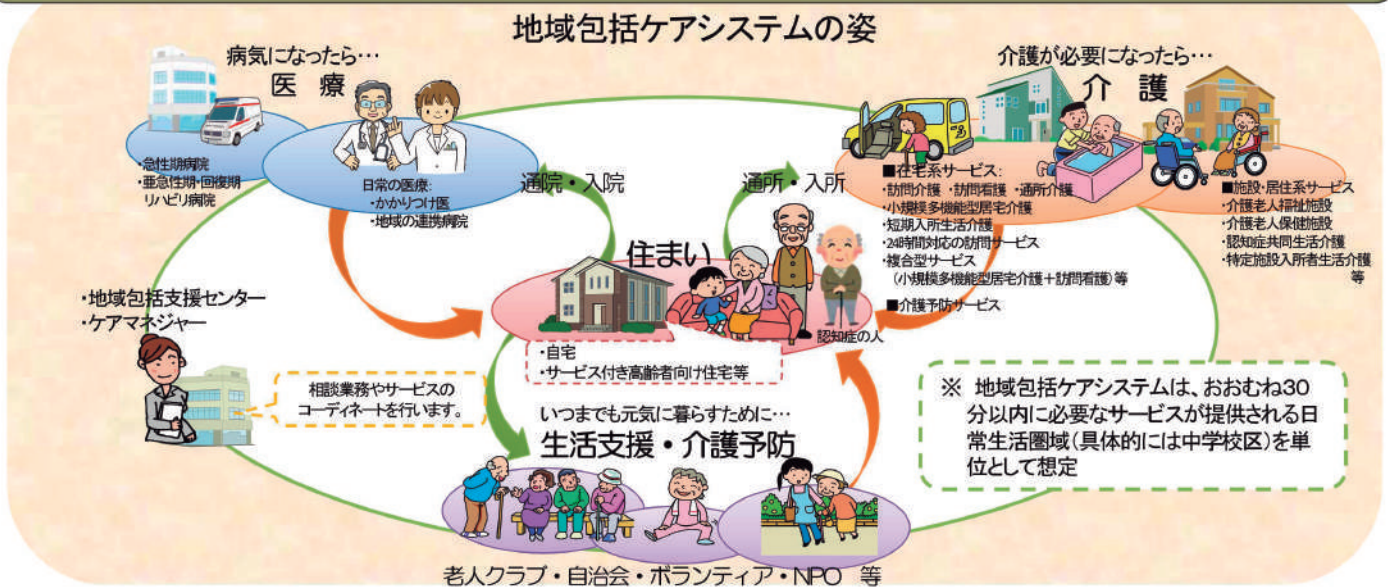 地域包括ケアシステムの姿
病気になったら…
医 療
・急性期病院
・亜急性期・回復期
リハビリ病院
日常の医療:
・かかりつけ医
・地域の連携病院
通院・入院
通所・入所
介護が必要になったら…
介 護
■在宅系サービス:
・訪問介護 ・訪問看護 ・通所介護
・小規模多機能型居宅介護
・短期入所生活介護
・24時間対応の訪問サービス
・複合型サービス
(小規模多機能型居宅介護+訪問看護)等
■介護予防サービス
■施設・居住系サービス
・介護老人福祉施設
・介護老人保健施設
・認知症共同生活介護
・特定施設入所者生活介護
等
住まい
認知症の人
・自宅
・サービス付き高齢者向け住宅等
・地域包括支援センター
・ケアマネジャー
相談業務やサービスの
コーディネートを行います。
いつまでも元気に暮らすために…
生活支援・介護予防
老人クラブ・自治会・ボランティア・NPO 等
※ 地域包括ケアシステムは、おおむね30
分以内に必要なサービスが提供される日
常生活圏域(具体的には中学校区)を単
位として想定